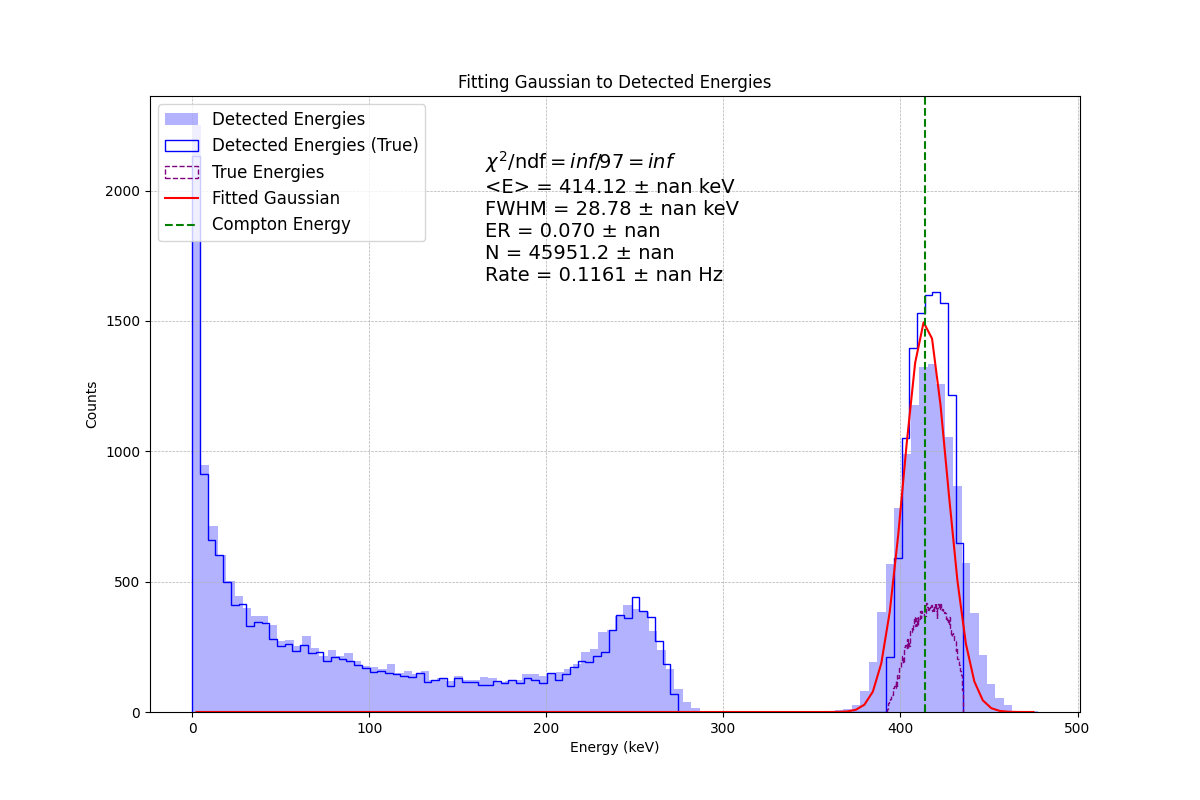 Fitting Gaussian to Detected Energies
Detected Energies
Detected Energies (True)
True Energies
Fitted Gaussian
Compton Energy
χ²/ndf = inf/97 = inf
<E> = 414.12 ± nan keV
FWHM = 28.78 ± nan keV
ER = 0.070 ± nan
N = 45951.2 ± nan
Rate = 0.1161 ± nan Hz
Counts
2000
1500
1000
500
0
0 100 200 300 400 500
Energy (keV)